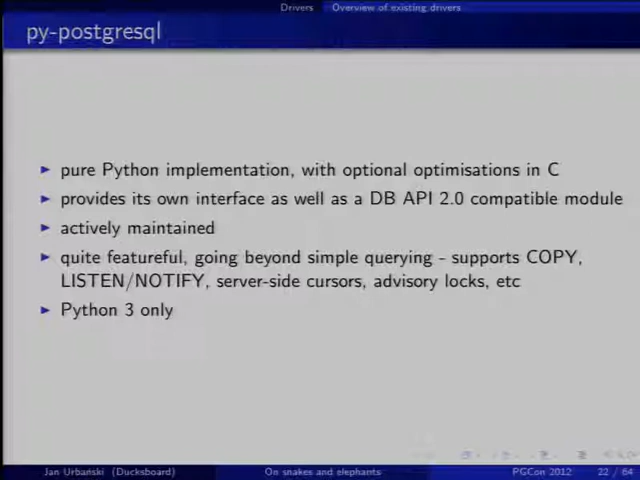 Drivers Overview of existing drivers
py-postgresql
pure Python implementation, with optional optimisations in C
provides its own interface as well as a DB API 2.0 compatible module
actively maintained
quite featureful, going beyond simple querying - supports COPY,
LISTEN/NOTIFY, server-side cursors, advisory locks, etc
Python 3 only
Jan Urbański (Ducksboard) On snakes and elephants PGCon 2012 22 / 64